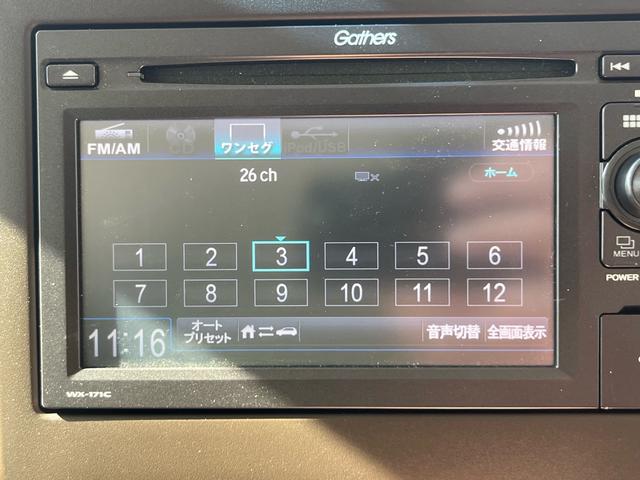 Gathers
FM/AM CD ワンセグ iPod/USB 交通情報
26 ch ホーム
1 2 3 4 5 6
7 8 9 10 11 12
11:16 オート
プリセット 音声切替 全画面表示
MENU
POWER
WX-171C